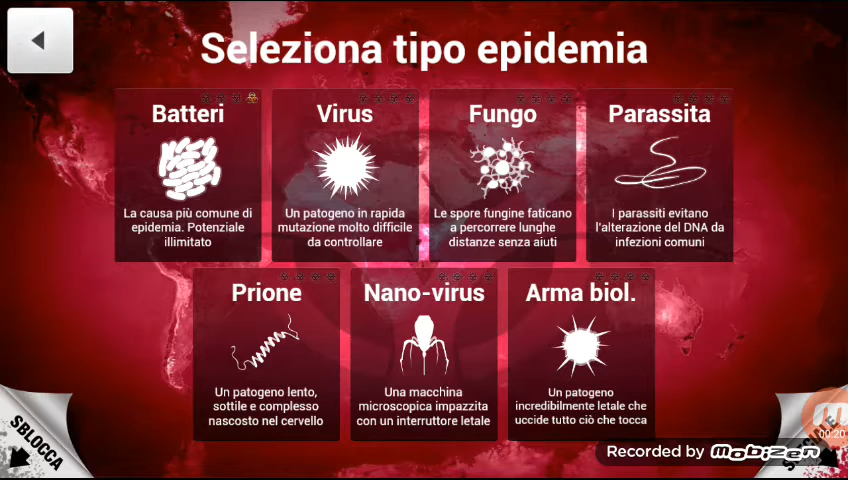 Seleziona tipo epidemia
Batteri
La causa più comune di
epidemia. Potenziale
illimitato
Virus
Un patogeno in rapida
mutazione molto difficile
da controllare
Fungo
Le spore fungine faticano
a percorrere lunghe
distanze senza aiuti
Parassita
I parassiti evitano
l'alterazione del DNA da
infezioni comuni
Prione
Un patogeno lento,
sottile e complesso
nascosto nel cervello
Nano-virus
Una macchina
microscopica impazzita
con un interruttore letale
Arma biol.
Un patogeno
incredibilmente letale che
uccide tutto ciò che tocca
SBLOCCA
00:20
Recorded by Mobizen